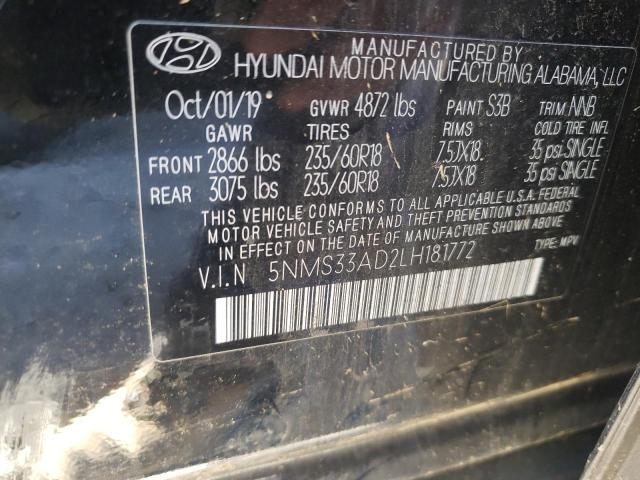 MANUFACTURED BY
HYUNDAI MOTOR MANUFACTURING ALABAMA, LLC
Oct/01/19 GVWR 4872 lbs PAINT S3B TRIM NNB
GAWR TIRES RIMS COLD TIRE INFL
FRONT 2866 lbs 235/60R18 7.5JX18 35 psi SINGLE
REAR 3075 lbs 235/60R18 7.5JX18 35 psi SINGLE
THIS VEHICLE CONFORMS TO ALL APPLICABLE U.S.A. FEDERAL
MOTOR VEHICLE SAFETY AND THEFT PREVENTION STANDARDS
IN EFFECT ON THE DATE OF MANUFACTURE SHOWN ABOVE.
V.I.N 5NMS33AD2LH181772 TYPE: MPV